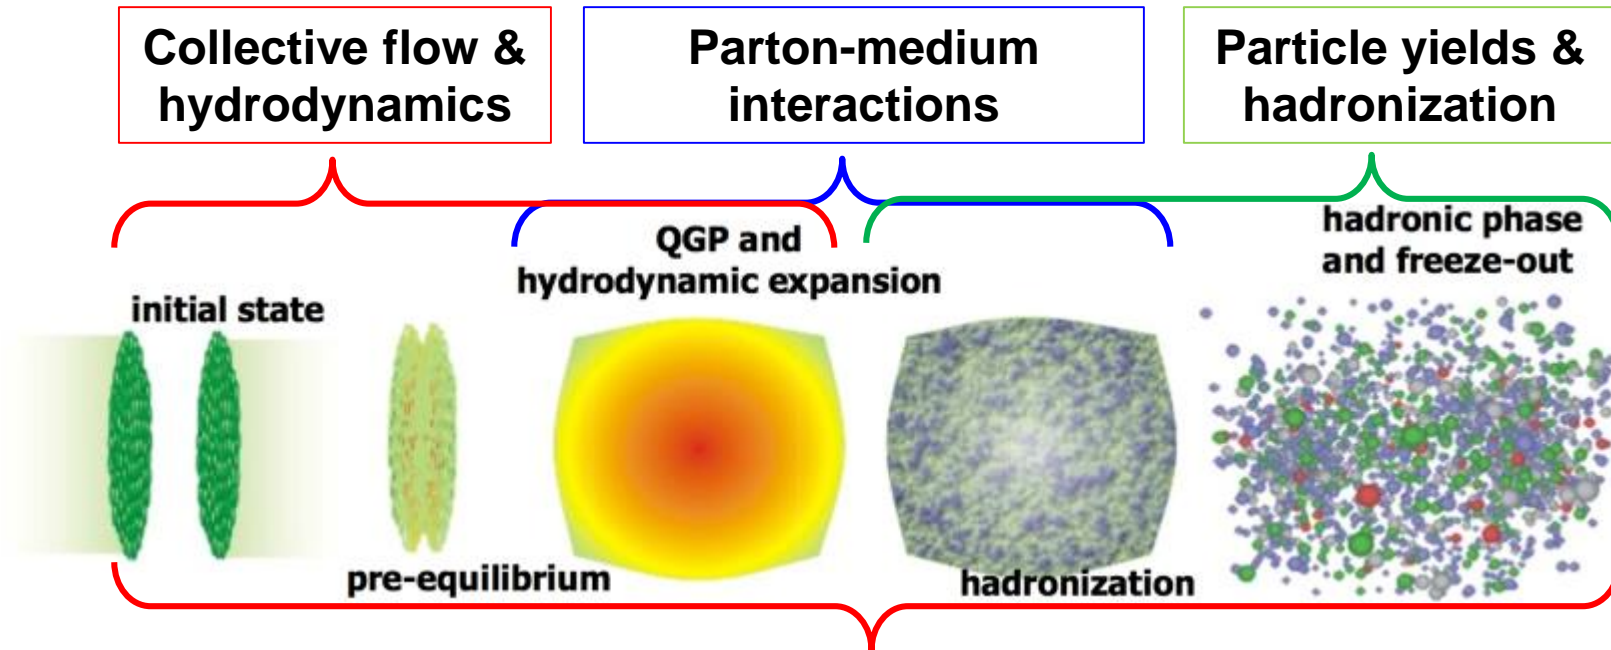 Collective flow &
hydrodynamics
Parton-medium
interactions
Particle yields &
hadronization
QGP and
hydrodynamic expansion
hadronic phase
and freeze-out
initial state
pre-equilibrium
hadronization